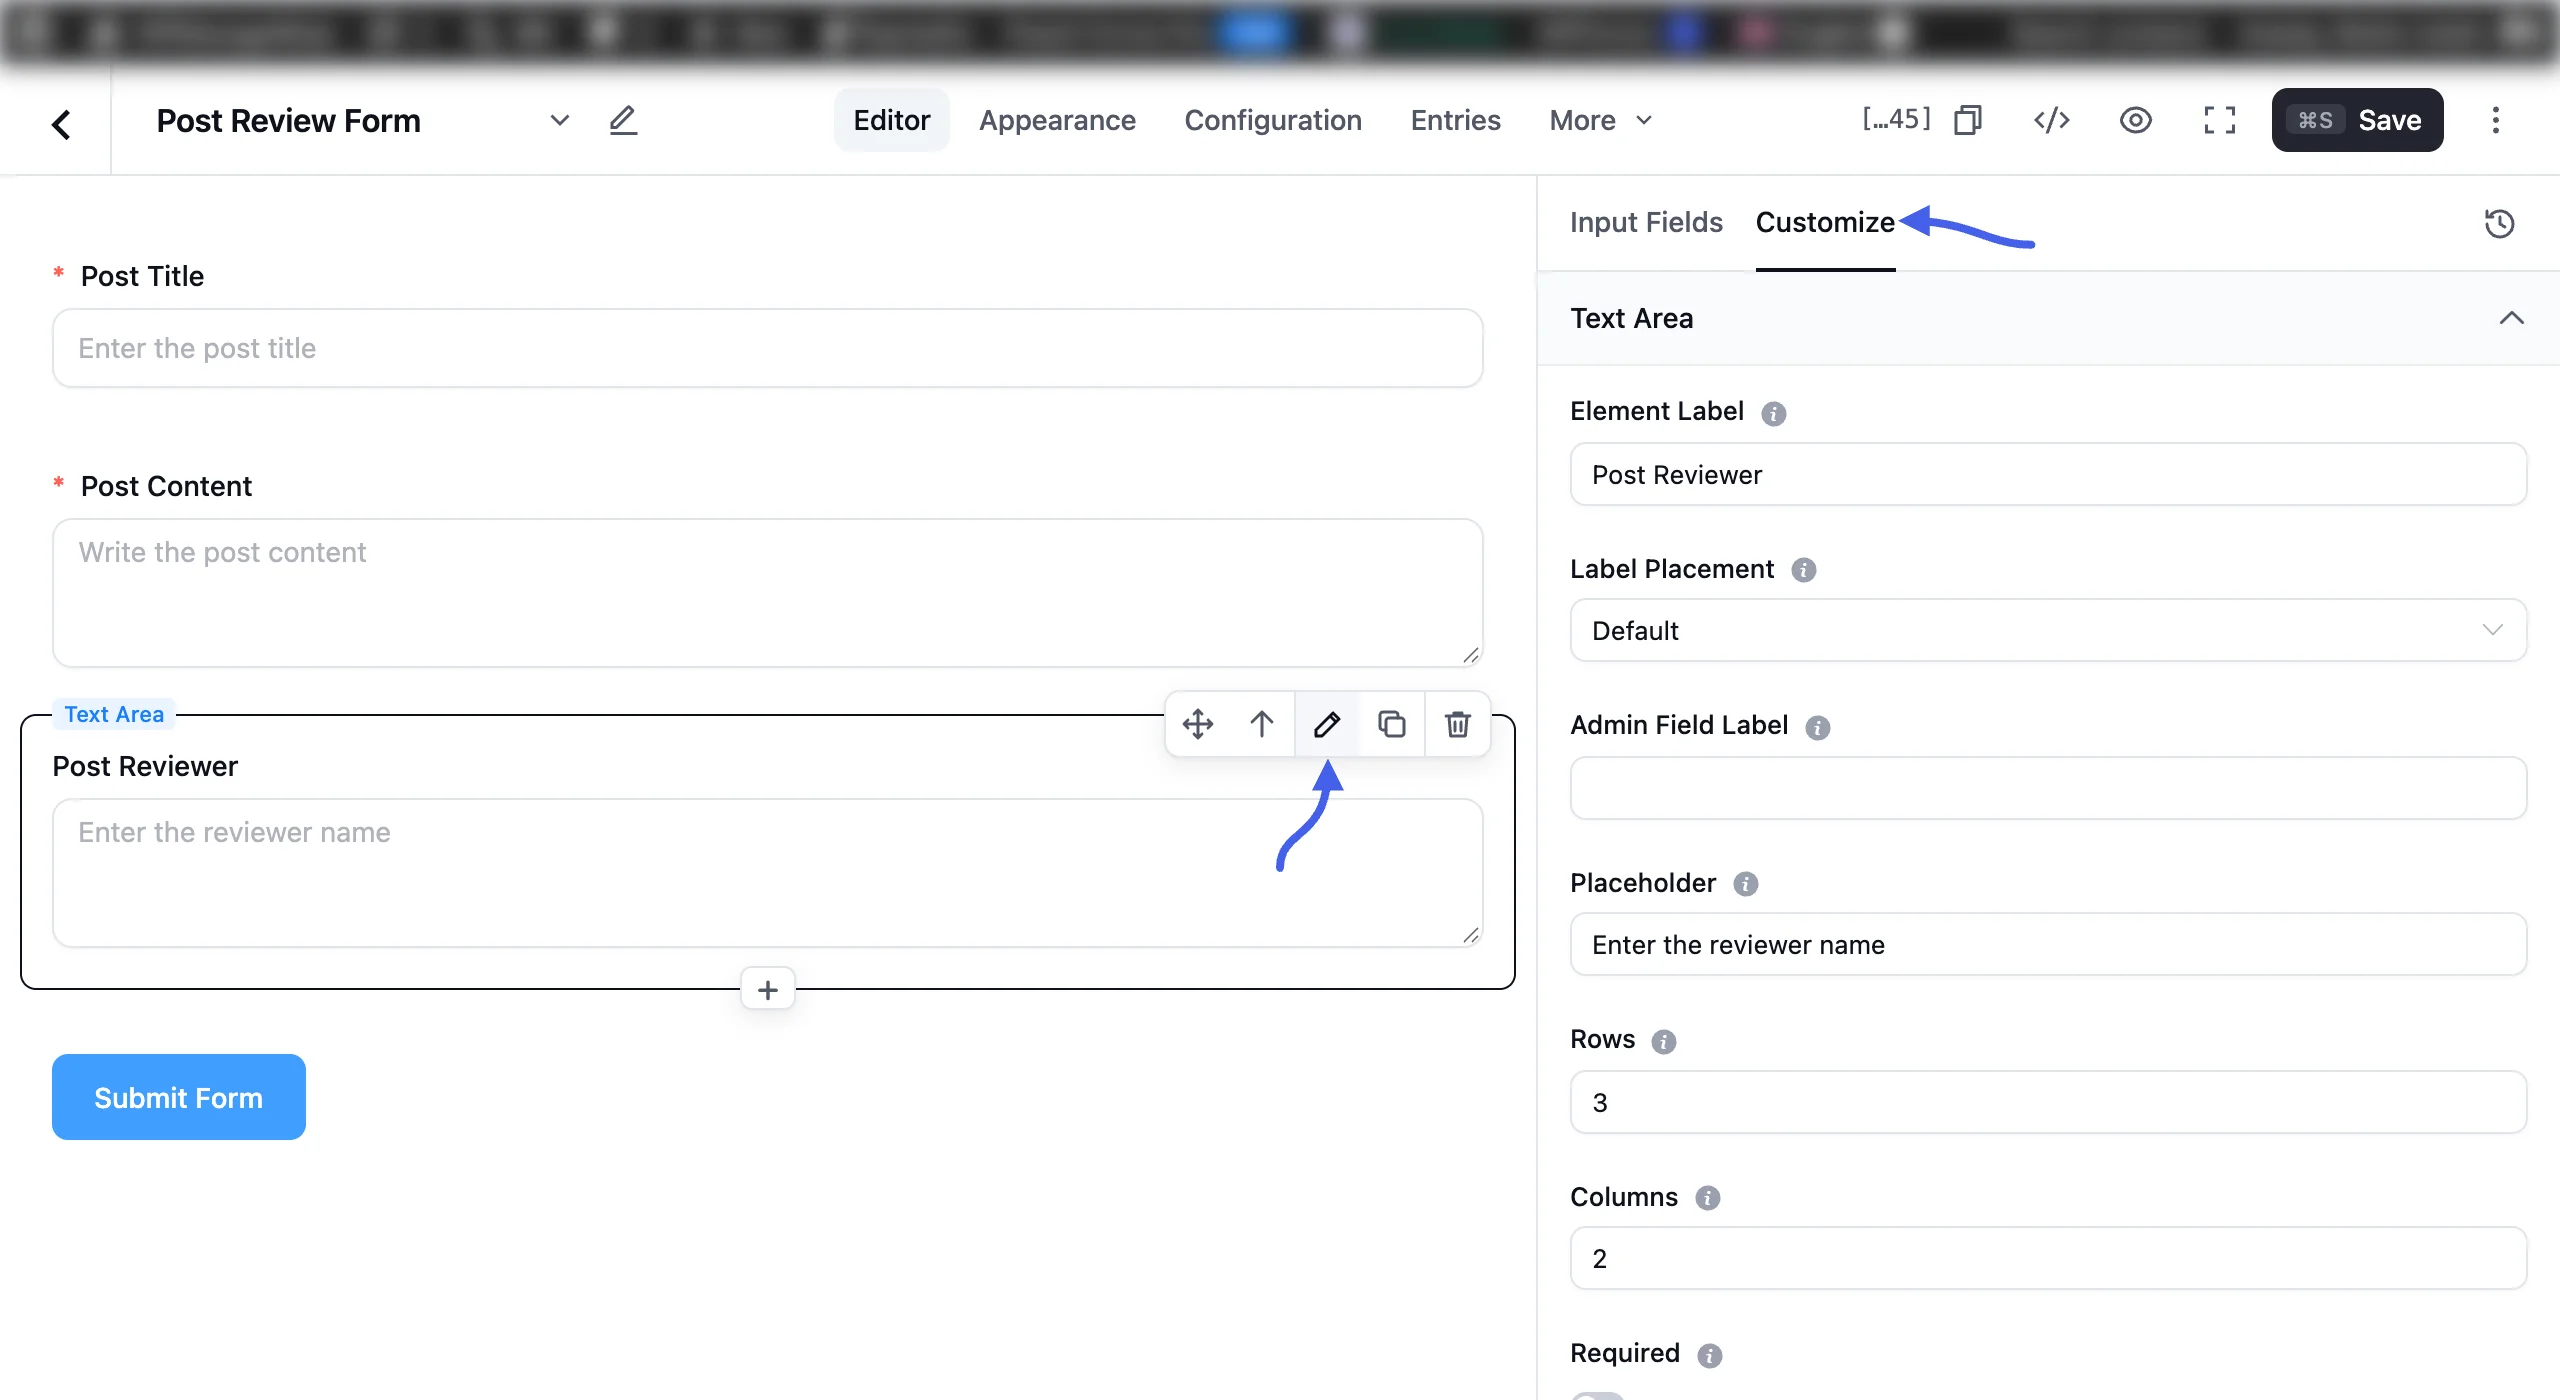 Post Review Form
Editor Appearance Configuration Entries More
[...45] ⌘S Save
* Post Title
Enter the post title
* Post Content
Write the post content
Text Area
Post Reviewer
Enter the reviewer name
Submit Form
Input Fields Customize
Text Area
Element Label
Post Reviewer
Label Placement
Default
Admin Field Label
Placeholder
Enter the reviewer name
Rows
3
Columns
2
Required